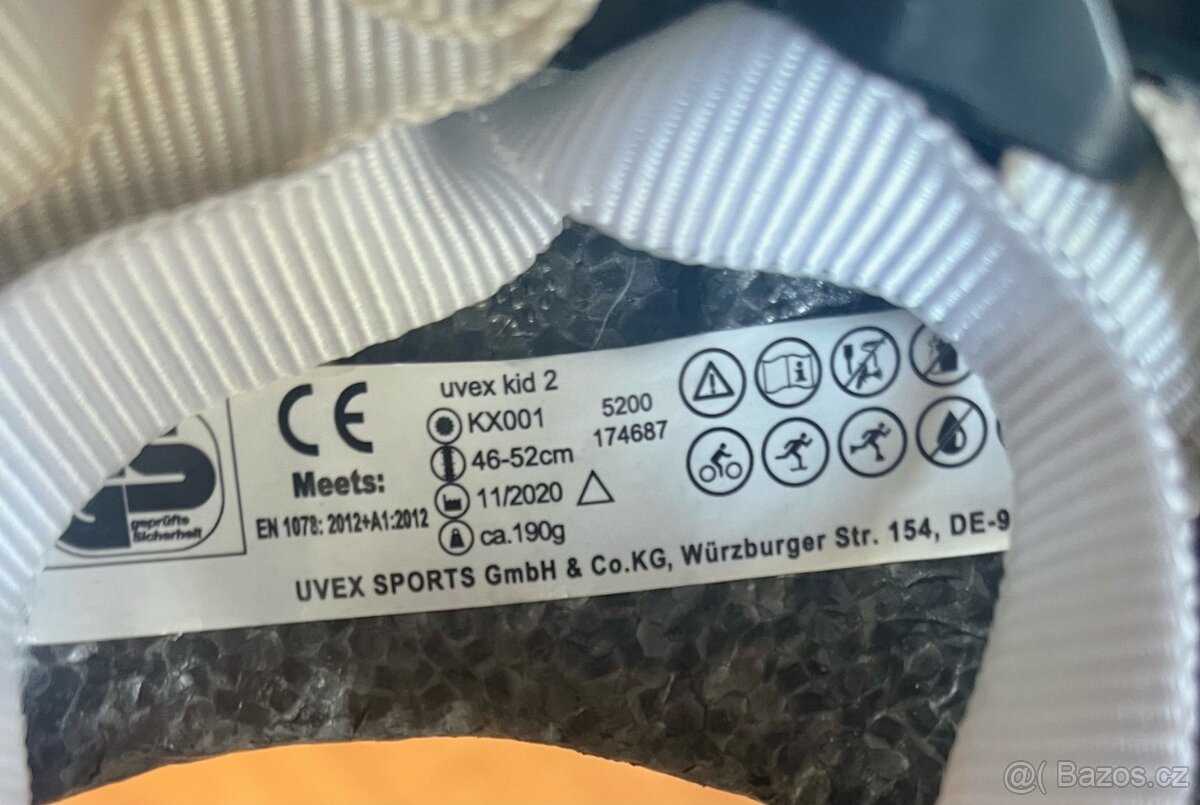 GS
geprüfte
Sicherheit
CE
Meets:
EN 1078: 2012+A1:2012
uvex kid 2
KX001
46-52cm
11/2020
ca.190g
5200
174687
UVEX SPORTS GmbH & Co.KG, Würzburger Str. 154, DE-9
@( Bazos.cz